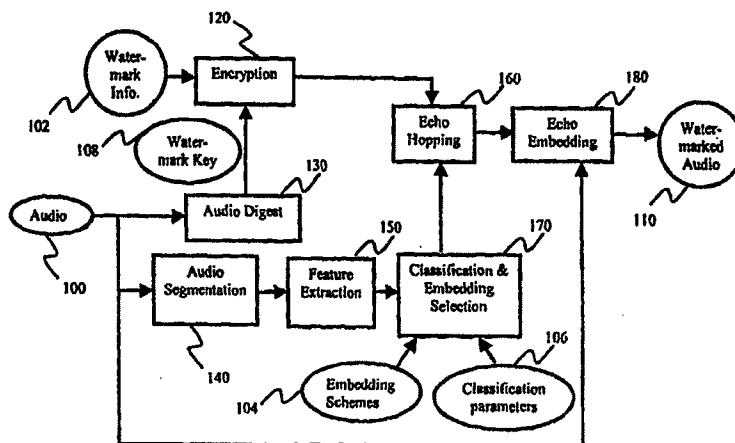 120
Water-
mark
Info.
102
Encryption
160
180
108
Water-
mark Key
Echo
Hopping
Echo
Embedding
Water-
marked
Audio
110
130
Audio
100
Audio Digest
150
170
Audio
Segmentation
140
Feature
Extraction
Classification &
Embedding
Selection
104
Embedding
Schemes
106
Classification
parameters